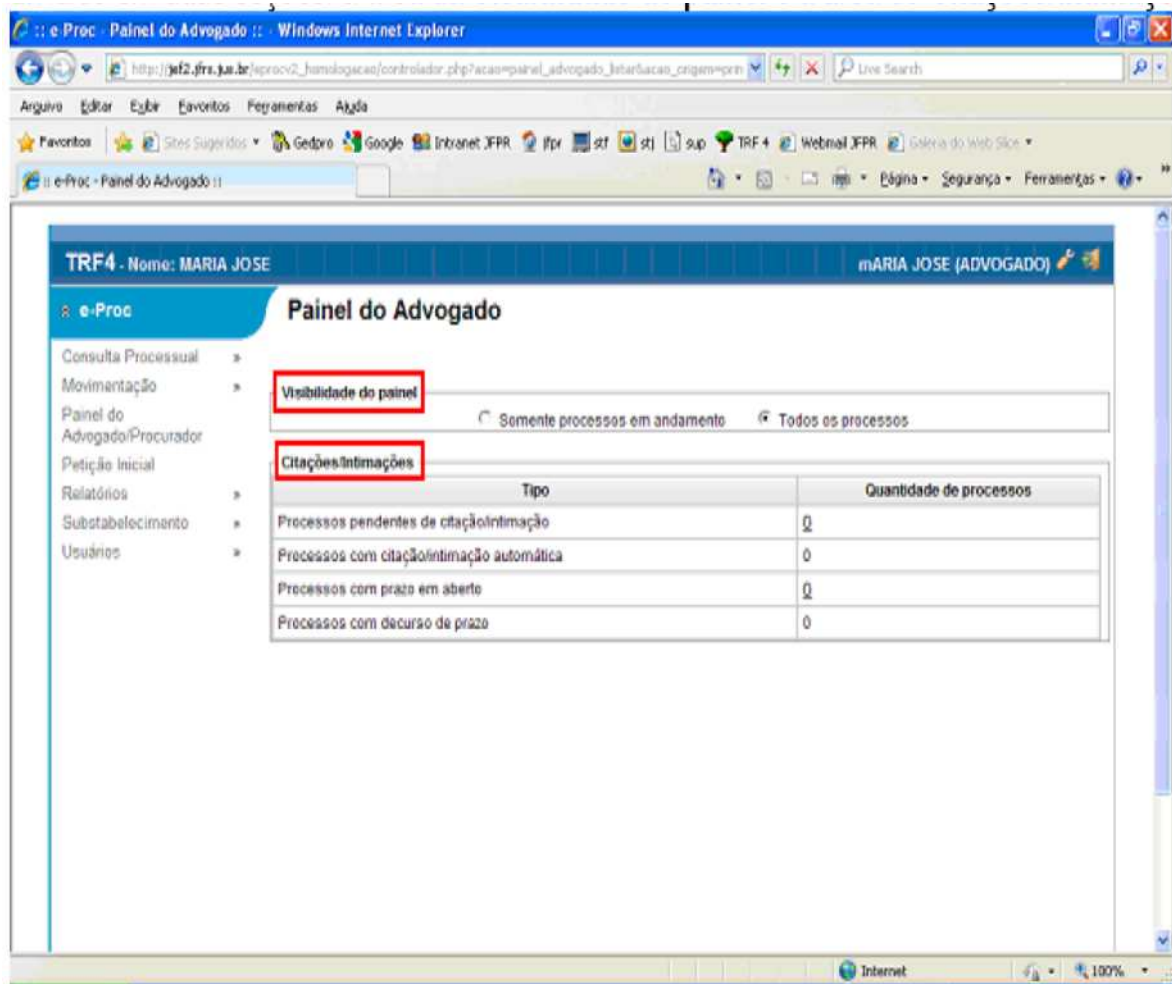 :: e-Proc - Painel do Advogado :: - Windows Internet Explorer
Live Search
Arquivo Editar Exibir Favoritos Ferramentas Ajuda
Favoritos Sites Sugeridos Gedpro Google Intranet JFPR jfpr stf stj sup TRF 4 Webmail JFPR Galeria do Web Slice
:: e-Proc - Painel do Advogado ::
Página Segurança Ferramentas
TRF4 - Nome: MARIA JOSE
mARIA JOSE (ADVOGADO)
e-Proc
Painel do Advogado
Consulta Processual »
Movimentação »
Painel do
Advogado/Procurador
Petição Inicial
Relatórios »
Substabelecimento »
Usuários »
Visibilidade do painel
Somente processos em andamento Todos os processos
Citações/Intimações
Tipo Quantidade de processos
Processos pendentes de citação/intimação 0
Processos com citação/intimação automática 0
Processos com prazo em aberto 0
Processos com decurso de prazo 0
Internet 100%